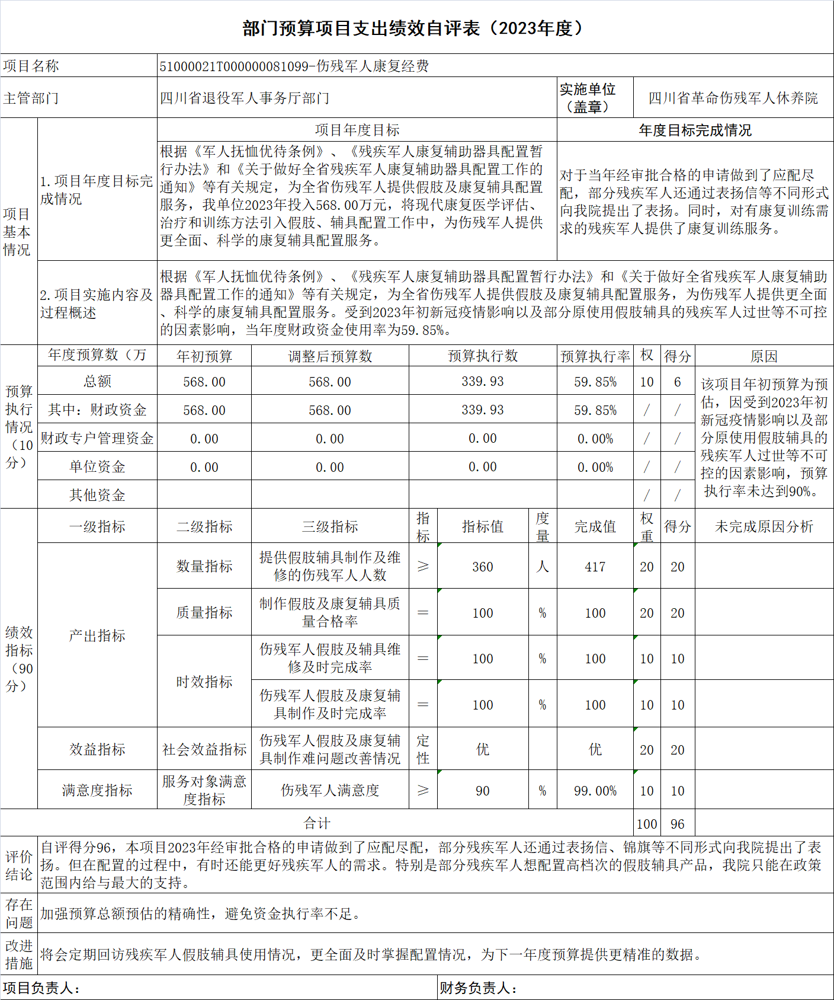 部门预算项目支出绩效自评表（2023年度）
项目名称
51000021T000000081099-伤残军人康复经费
主管部门
四川省退役军人事务厅部门
实施单位
（盖章）
四川省革命伤残军人休养院
项目
基本
情况
1.项目年度目标完
成情况
项目年度目标
年度目标完成情况
根据《军人抚恤优待条例》、《残疾军人康复辅助器具配置暂
行办法》和《关于做好全省残疾军人康复辅助器具配置工作的
通知》等有关规定，为全省伤残军人提供假肢及康复辅具配置
服务，我单位2023年投入568.00万元，将现代康复医学评估、
治疗和训练方法引入假肢、辅具配置工作中，为伤残军人提供
更全面、科学的康复辅具配置服务。
对于当年经审批合格的申请做到了应配尽
配，部分残疾军人还通过表扬信等不同形式
向我院提出了表扬。同时，对有康复训练需
求的残疾军人提供了康复训练服务。
2.项目实施内容及
过程概述
根据《军人抚恤优待条例》、《残疾军人康复辅助器具配置暂行办法》和《关于做好全省残疾军人康复辅助
器具配置工作的通知》等有关规定，为全省伤残军人提供假肢及康复辅具配置服务，为伤残军人提供更全面
、科学的康复辅具配置服务。受到2023年初新冠疫情影响以及部分原使用假肢辅具的残疾军人过世等不可控
的因素影响，当年度财政资金使用率为59.85%。
预算
执行
情况
（10
分）
年度预算数（万
年初预算
调整后预算数
预算执行数
预算执行率
权
得分
原因
总额
568.00
568.00
339.93
59.85%
10
6
该项目年初预算为预
估，因受到2023年初
新冠疫情影响以及部
分原使用假肢辅具的
残疾军人过世等不可
控的因素影响，预算
执行率未达到90%。
其中：财政资金
568.00
568.00
339.93
59.85%
/
/
财政专户管理资金
0.00
0.00
0.00
0.00%
/
/
单位资金
0.00
0.00
0.00
0.00%
/
/
其他资金
/
/
绩效
指标
（90
分）
一级指标
二级指标
三级指标
指
标
指标值
度
量
完成值
权
重
得分
未完成原因分析
产出指标
数量指标
提供假肢辅具制作及维
修的伤残军人人数
≥
360
人
417
20
20
质量指标
制作假肢及康复辅具质
量合格率
＝
100
%
100
20
20
时效指标
伤残军人假肢及辅具维
修及时完成率
＝
100
%
100
10
10
伤残军人假肢及康复辅
具制作及时完成率
＝
100
%
100
10
10
效益指标
社会效益指标
伤残军人假肢及康复辅
具制作难问题改善情况
定
性
优
优
20
20
满意度指标
服务对象满意
度指标
伤残军人满意度
≥
90
%
99.00%
10
10
合计
100
96
评价
结论
自评得分96，本项目2023年经审批合格的申请做到了应配尽配，部分残疾军人还通过表扬信、锦旗等不同形式向我院提出了表
扬。但在配置的过程中，有时还能更好残疾军人的需求。特别是部分残疾军人想配置高档次的假肢辅具产品，我院只能在政策
范围内给与最大的支持。
存在
问题
加强预算总额预估的精确性，避免资金执行率不足。
改进
措施
将会定期回访残疾军人假肢辅具使用情况，更全面及时掌握配置情况，为下一年度预算提供更精准的数据。
项目负责人：
财务负责人：